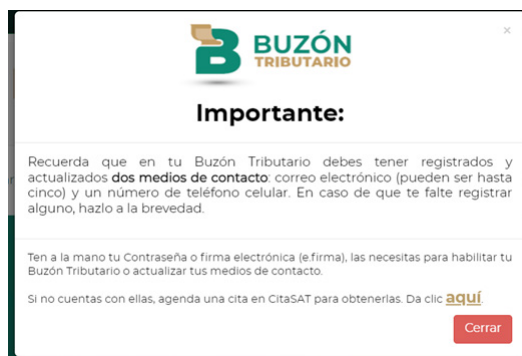 BUZÓN
TRIBUTARIO
×
Importante:
Recuerda que en tu Buzón Tributario debes tener registrados y
actualizados dos medios de contacto: correo electrónico (pueden ser hasta
cinco) y un número de teléfono celular. En caso de que te falte registrar
alguno, hazlo a la brevedad.
Ten a la mano tu Contraseña o firma electrónica (e.firma), las necesitas para habilitar tu
Buzón Tributario o actualizar tus medios de contacto.
Si no cuentas con ellas, agenda una cita en CitaSAT para obtenerlas. Da clic aquí.
Cerrar